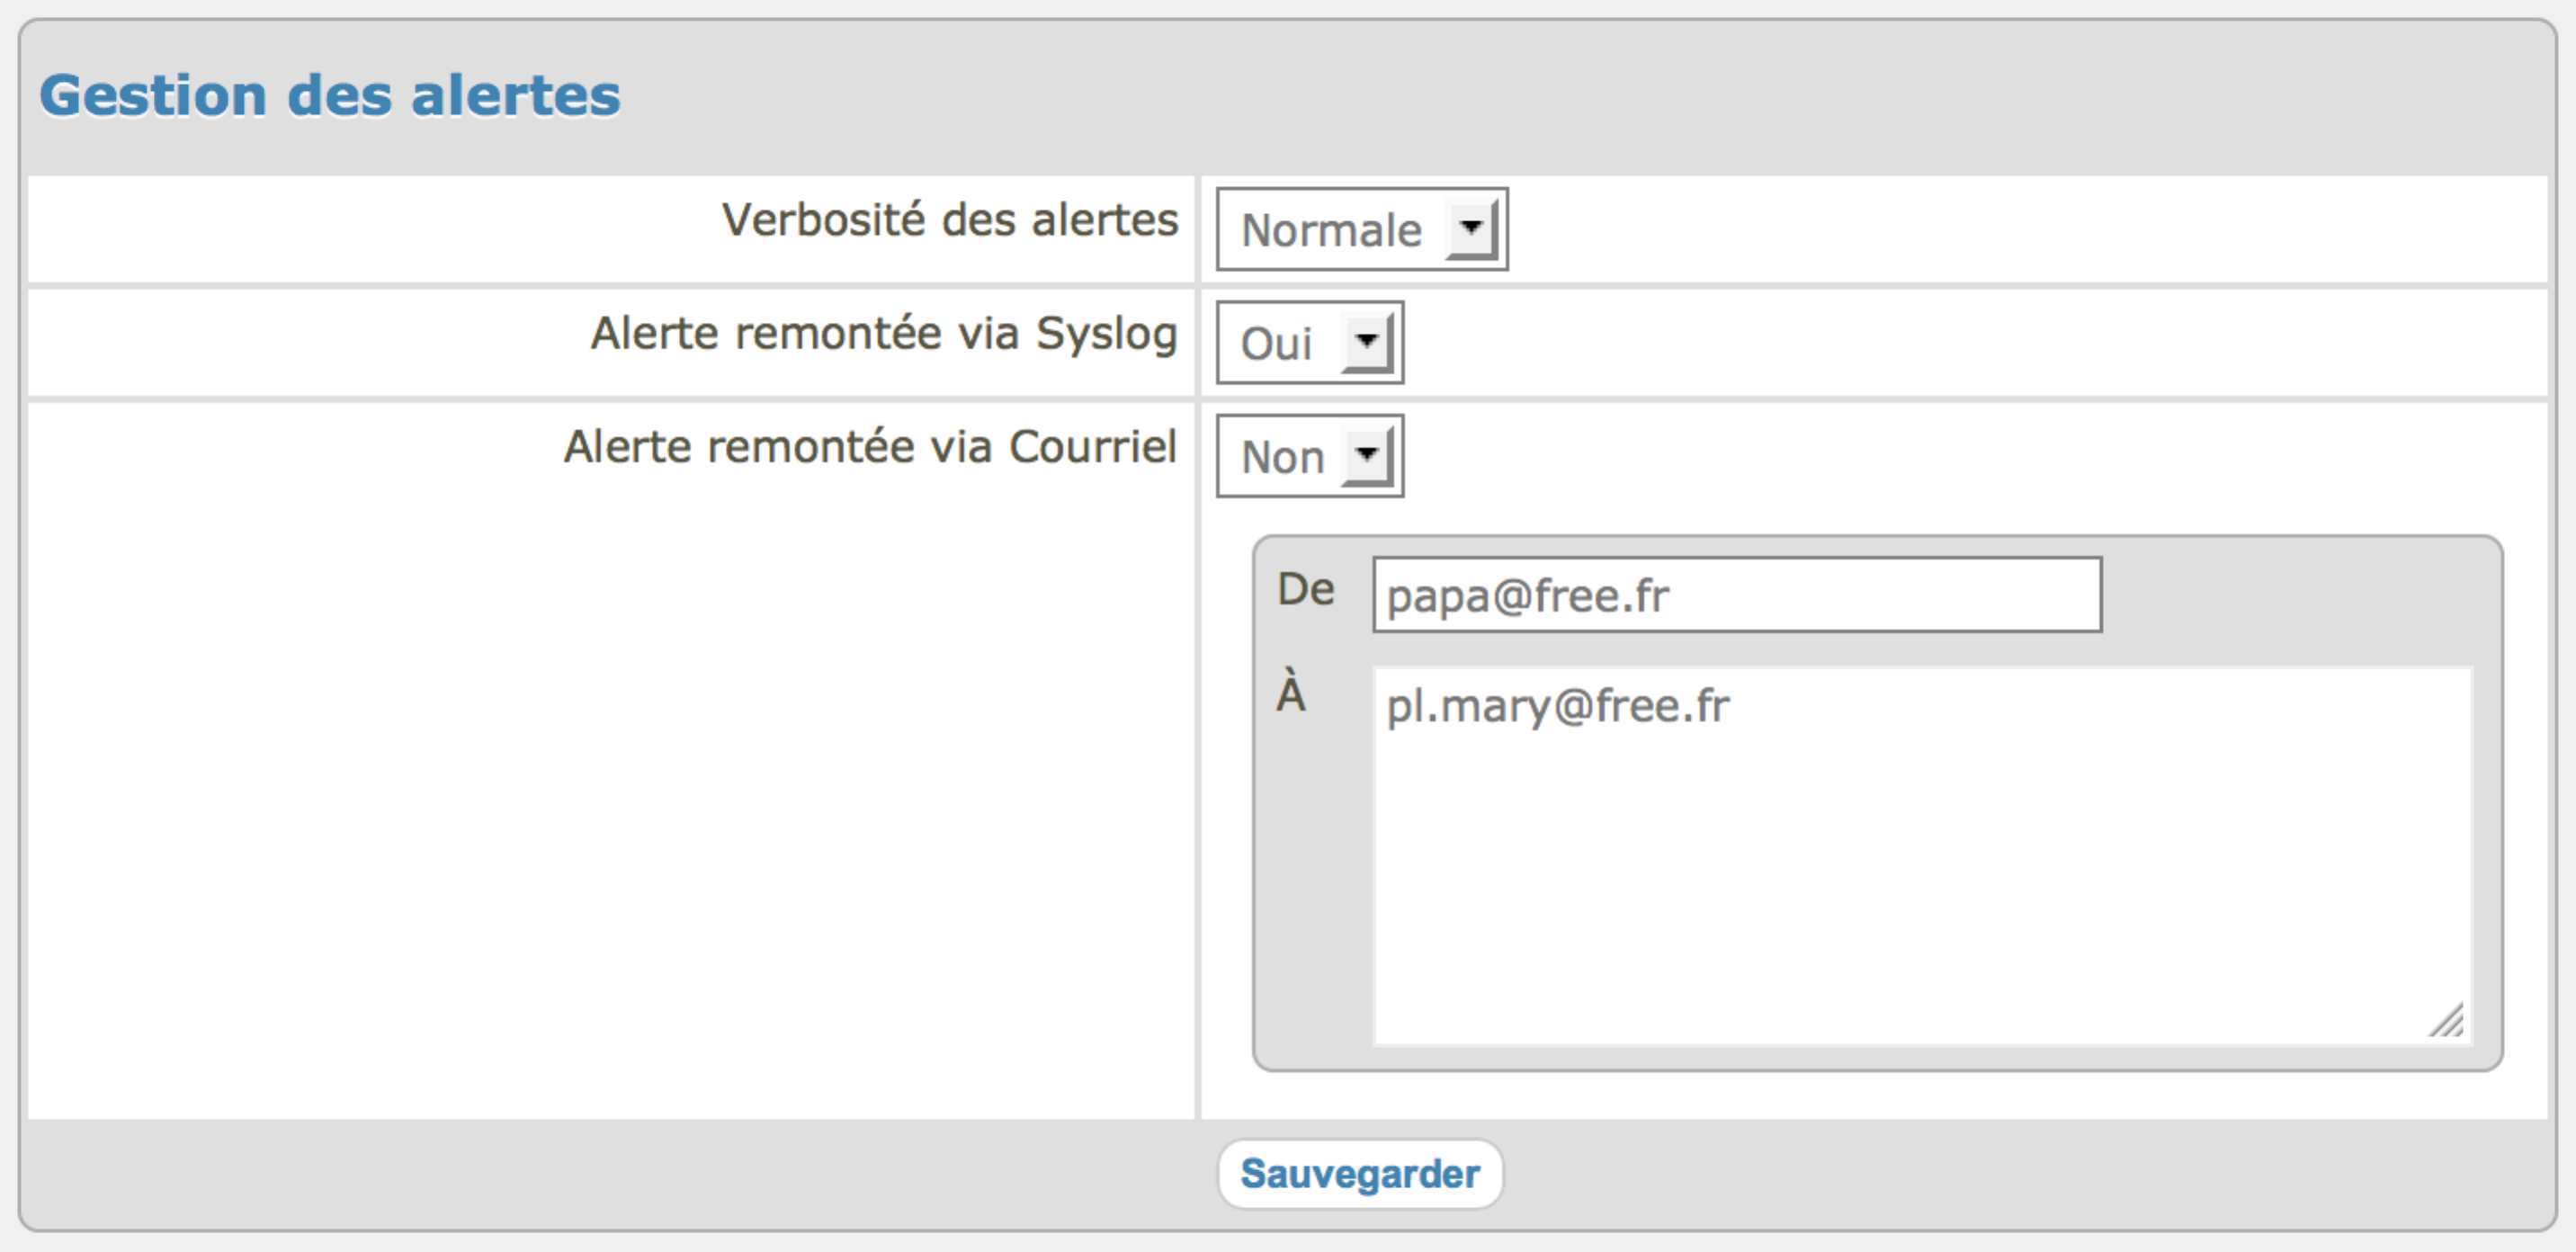 Gestion des alertes
Verbosité des alertes Normale
Alerte remontée via Syslog Oui
Alerte remontée via Courriel Non
De papa@free.fr
À pl.mary@free.fr
Sauvegarder